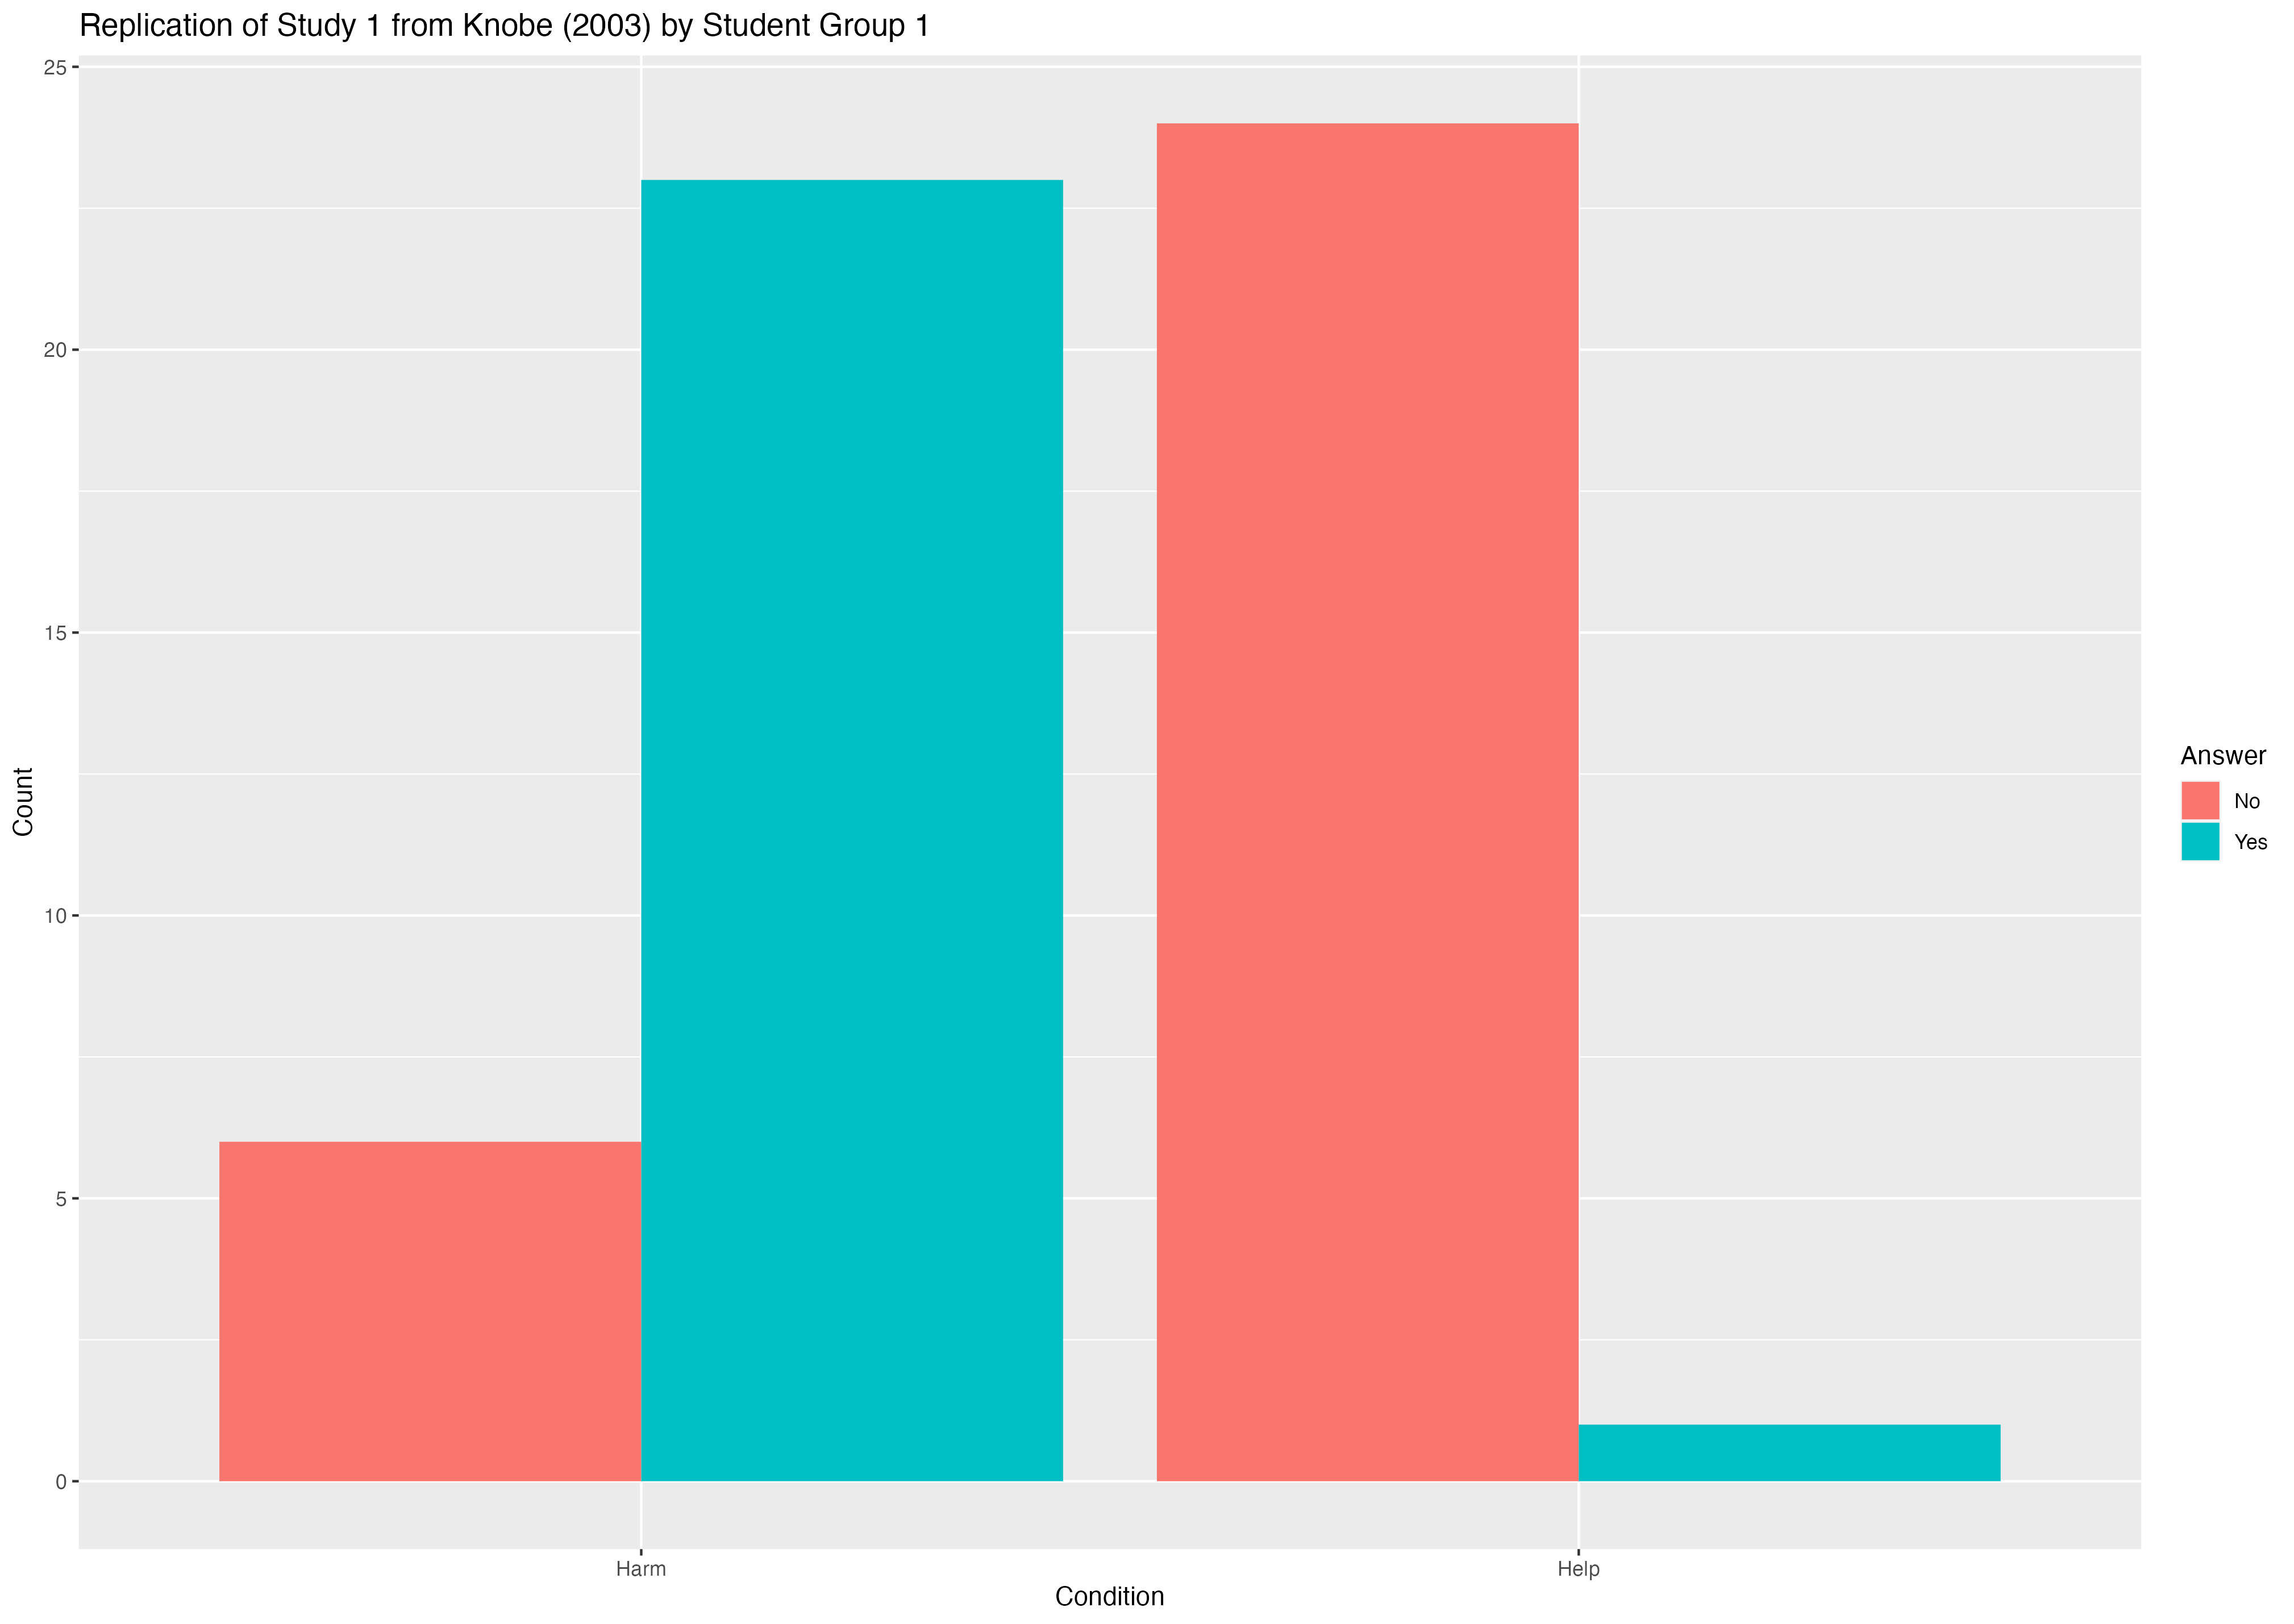 Replication of Study 1 from Knobe (2003) by Student Group 1
25
20
15
10
5
0
Count
Harm
Help
Condition
Answer
No
Yes